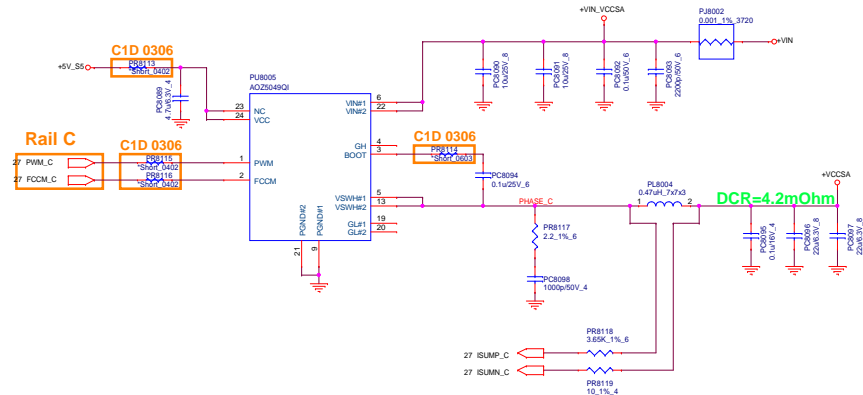 +VIN_VCCSA
PJ8002
0.001_1%_3720
+VIN
C1D 0306
+5V_S5
PR8113
*Short_0402
PC8089
4.7u/6.3V_4
PU8005
AOZ5049QI
23
NC
24
VCC
VIN#1
6
VIN#2
22
PC8090
10u/25V_8
PC8091
10u/25V_8
PC8092
0.1u/50V_6
PC8093
2200p/50V_6
Rail C
C1D 0306
27 PWM_C
PR8115
*Short_0402
1
PWM
27 FCCM_C
PR8116
*Short_0402
2
FCCM
GH
4
BOOT
3
C1D 0306
PR8114
*Short_0603
PC8094
0.1u/25V_6
VSWH#1
5
VSWH#2
13
PHASE_C
GL#1
19
GL#2
20
PGND#2
PGND#1
21
9
PR8117
2.2_1%_6
PC8098
1000p/50V_4
PL8004
0.47uH_7x7x3
1
2
DCR=4.2mOhm
+VCCSA
PC8095
0.1u/16V_4
PC8096
22u/6.3V_8
PC8097
22u/6.3V_8
PR8118
3.65K_1%_6
27 ISUMP_C
27 ISUMN_C
PR8119
10_1%_4